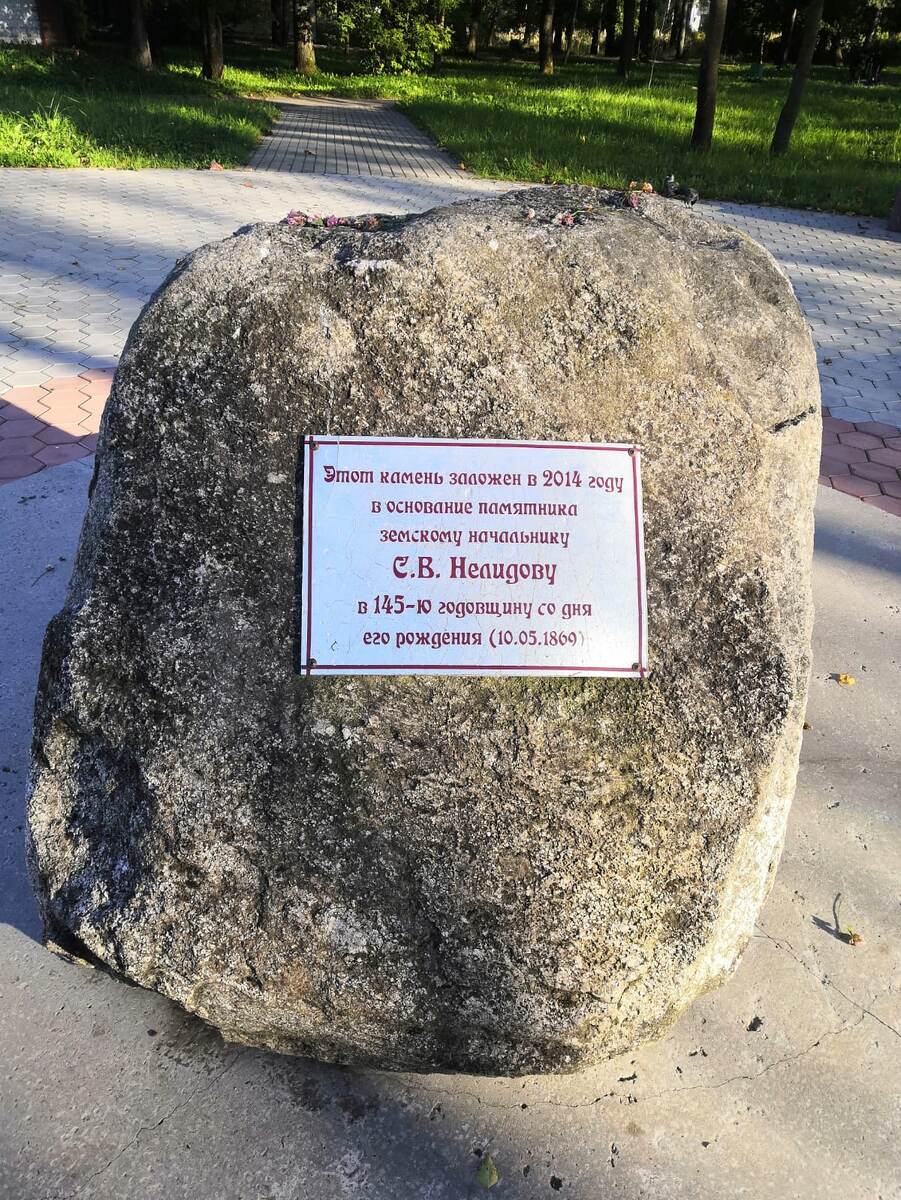 Этот камень заложен в 2014 году
в основание памятника
земскому начальнику
С.В. Нелидову
в 145-ю годовщину со дня
его рождения (10.05.1869)